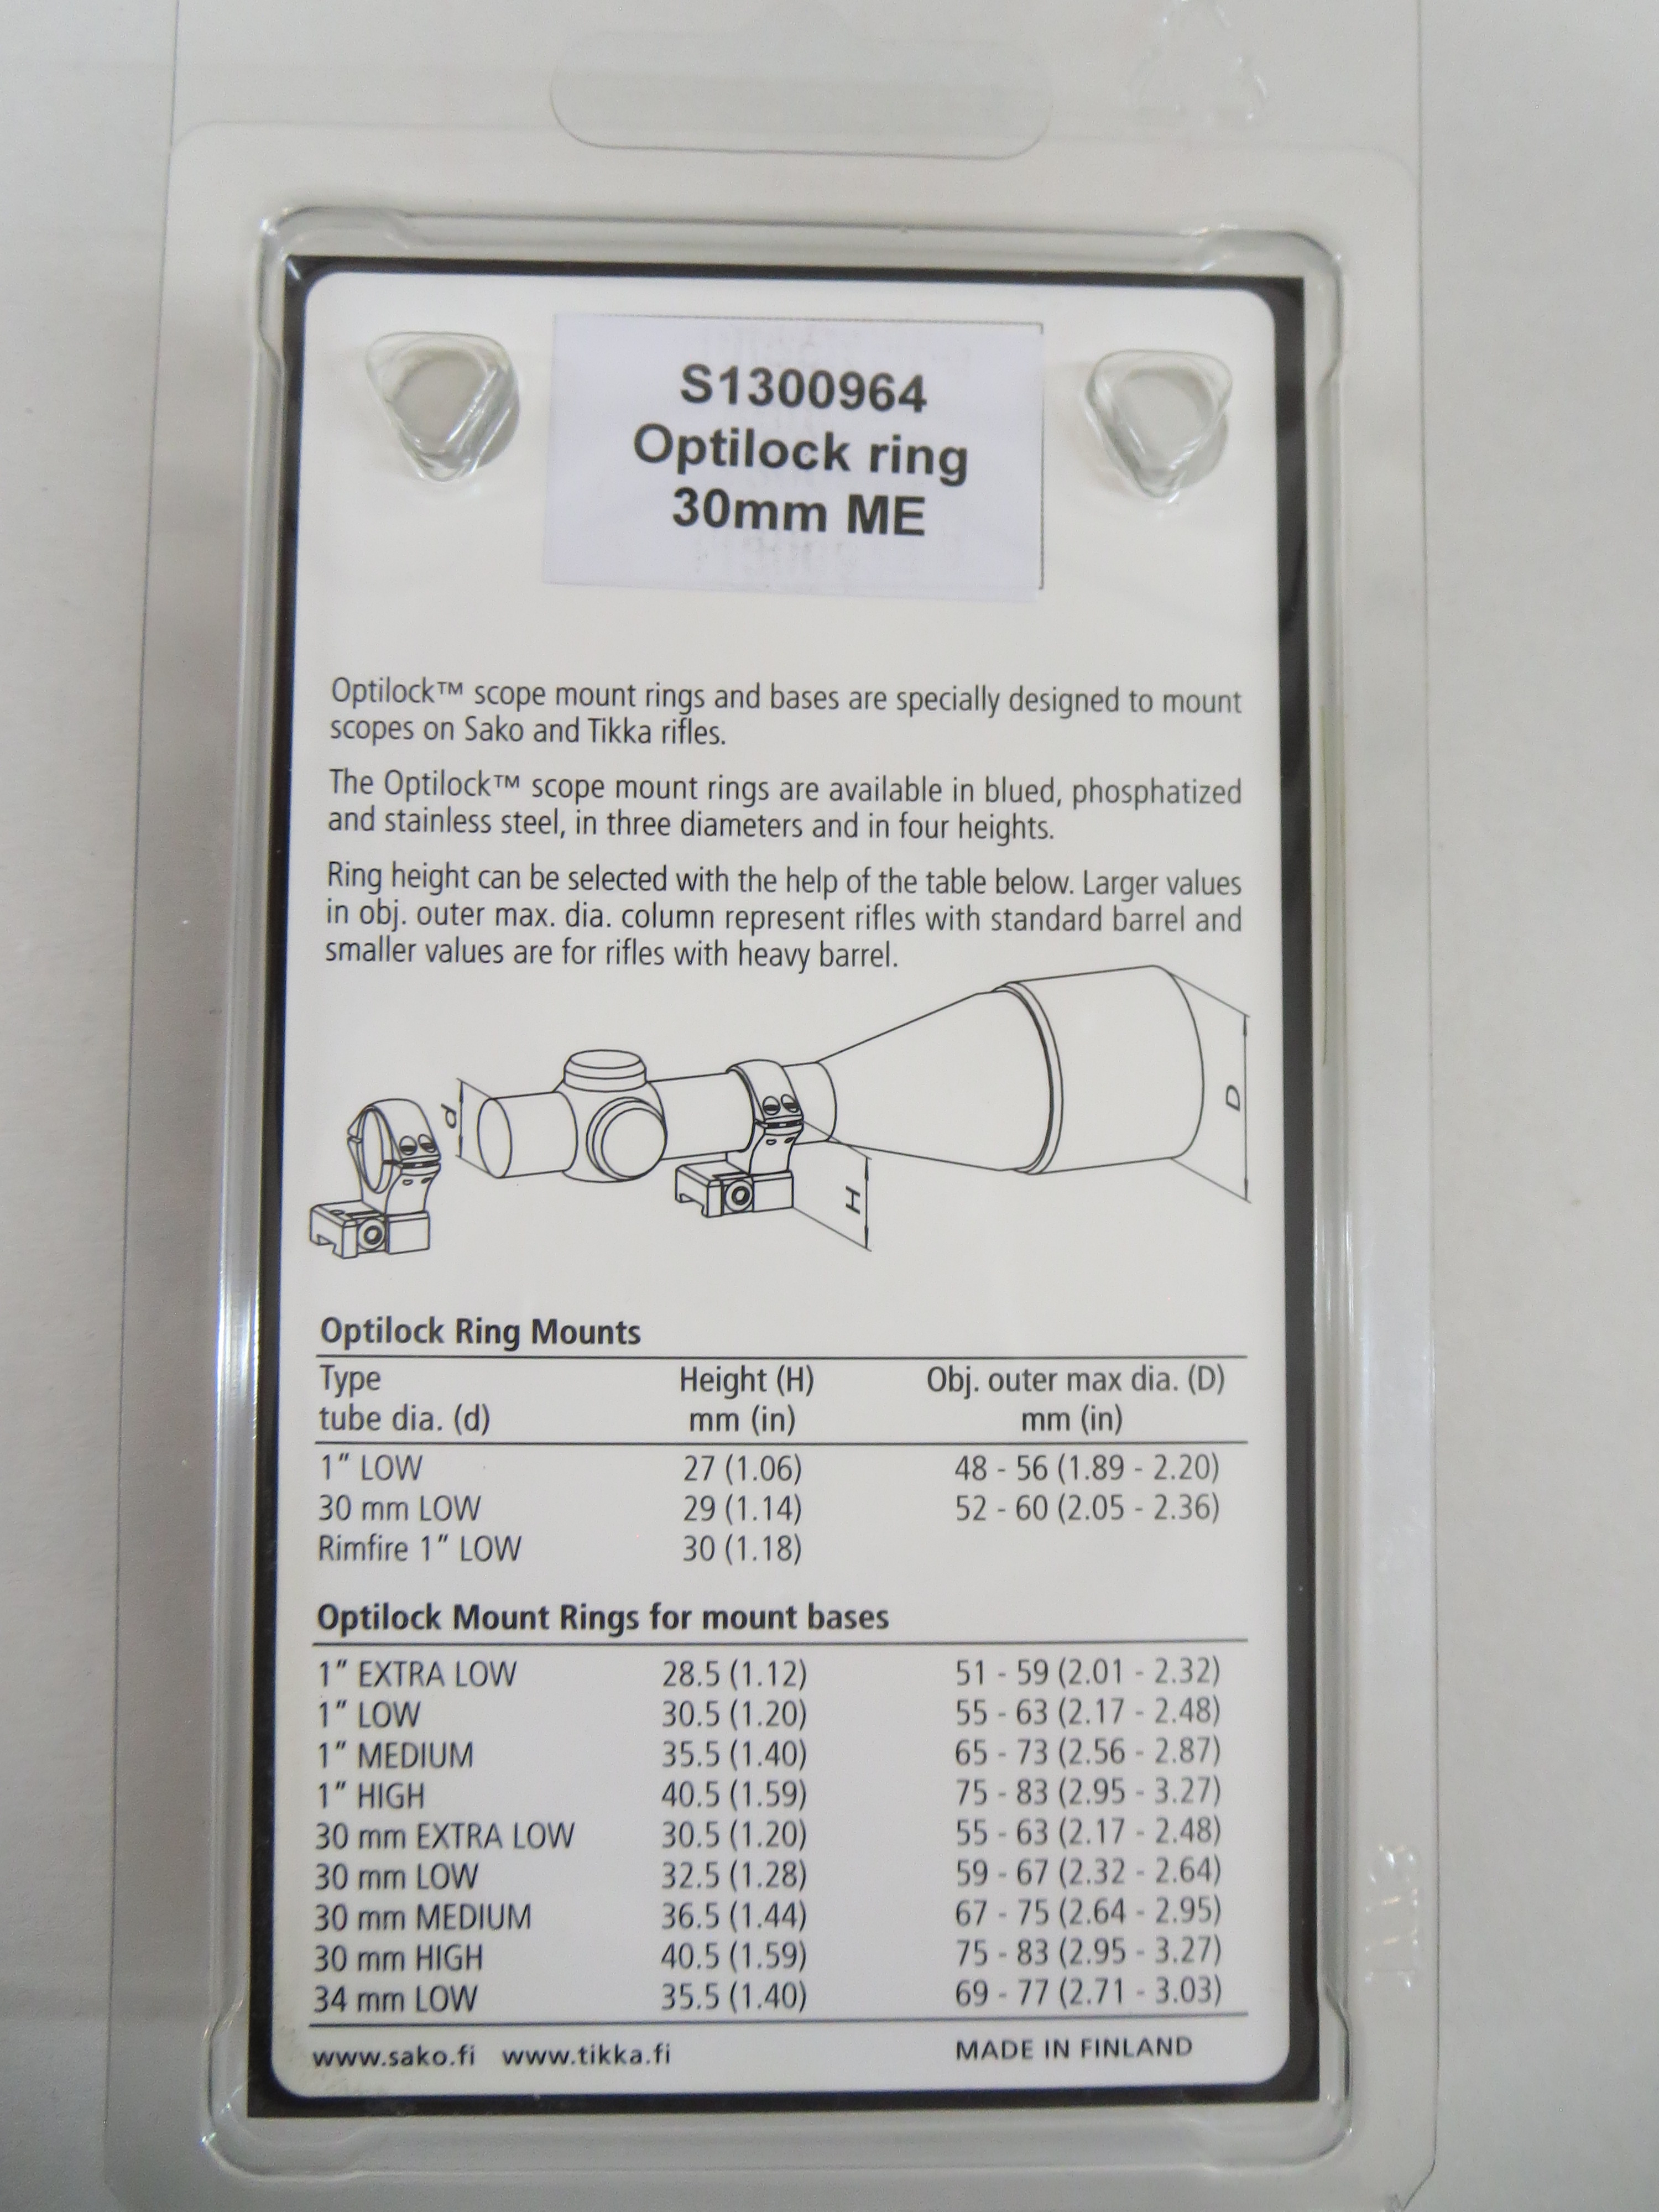 S1300964
Optilock ring
30mm ME
Optilock™ scope mount rings and bases are specially designed to mount
scopes on Sako and Tikka rifles.
The Optilock™ scope mount rings are available in blued, phosphatized
and stainless steel, in three diameters and in four heights.
Ring height can be selected with the help of the table below. Larger values
in obj. outer max. dia. column represent rifles with standard barrel and
smaller values are for rifles with heavy barrel.
d
H
D
Optilock Ring Mounts
Type Height (H) Obj. outer max dia. (D)
tube dia. (d) mm (in) mm (in)
1" LOW 27 (1.06) 48 - 56 (1.89 - 2.20)
30 mm LOW 29 (1.14) 52 - 60 (2.05 - 2.36)
Rimfire 1" LOW 30 (1.18)
Optilock Mount Rings for mount bases
1" EXTRA LOW 28.5 (1.12) 51 - 59 (2.01 - 2.32)
1" LOW 30.5 (1.20) 55 - 63 (2.17 - 2.48)
1" MEDIUM 35.5 (1.40) 65 - 73 (2.56 - 2.87)
1" HIGH 40.5 (1.59) 75 - 83 (2.95 - 3.27)
30 mm EXTRA LOW 30.5 (1.20) 55 - 63 (2.17 - 2.48)
30 mm LOW 32.5 (1.28) 59 - 67 (2.32 - 2.64)
30 mm MEDIUM 36.5 (1.44) 67 - 75 (2.64 - 2.95)
30 mm HIGH 40.5 (1.59) 75 - 83 (2.95 - 3.27)
34 mm LOW 35.5 (1.40) 69 - 77 (2.71 - 3.03)
www.sako.fi www.tikka.fi MADE IN FINLAND